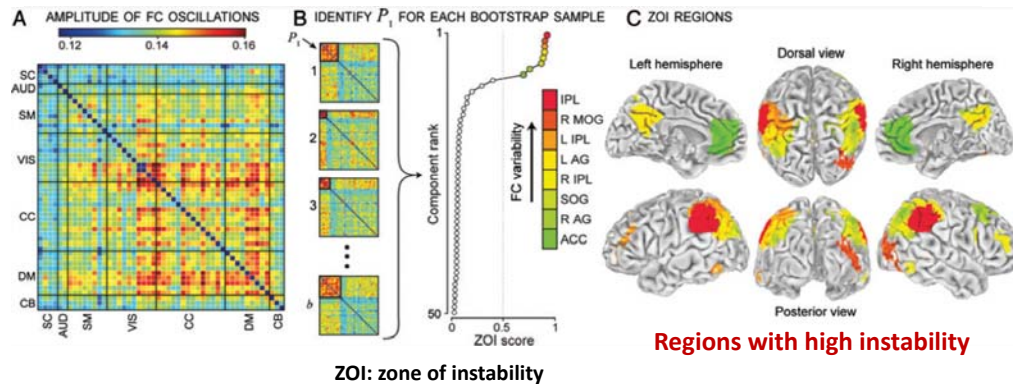 A AMPLITUDE OF FC OSCILLATIONS
0.12 0.14 0.16
SC
AUD
SM
VIS
CC
DM
CB
SC AUD SM VIS CC DM CB
B IDENTIFY P₁ FOR EACH BOOTSTRAP SAMPLE
P₁
1
2
3
b
Component rank
1
50
0 0.5 1
ZOI score
FC variability
IPL
R MOG
L IPL
L AG
R IPL
SOG
R AG
ACC
C ZOI REGIONS
Dorsal view
Left hemisphere Right hemisphere
Posterior view
Regions with high instability
ZOI: zone of instability